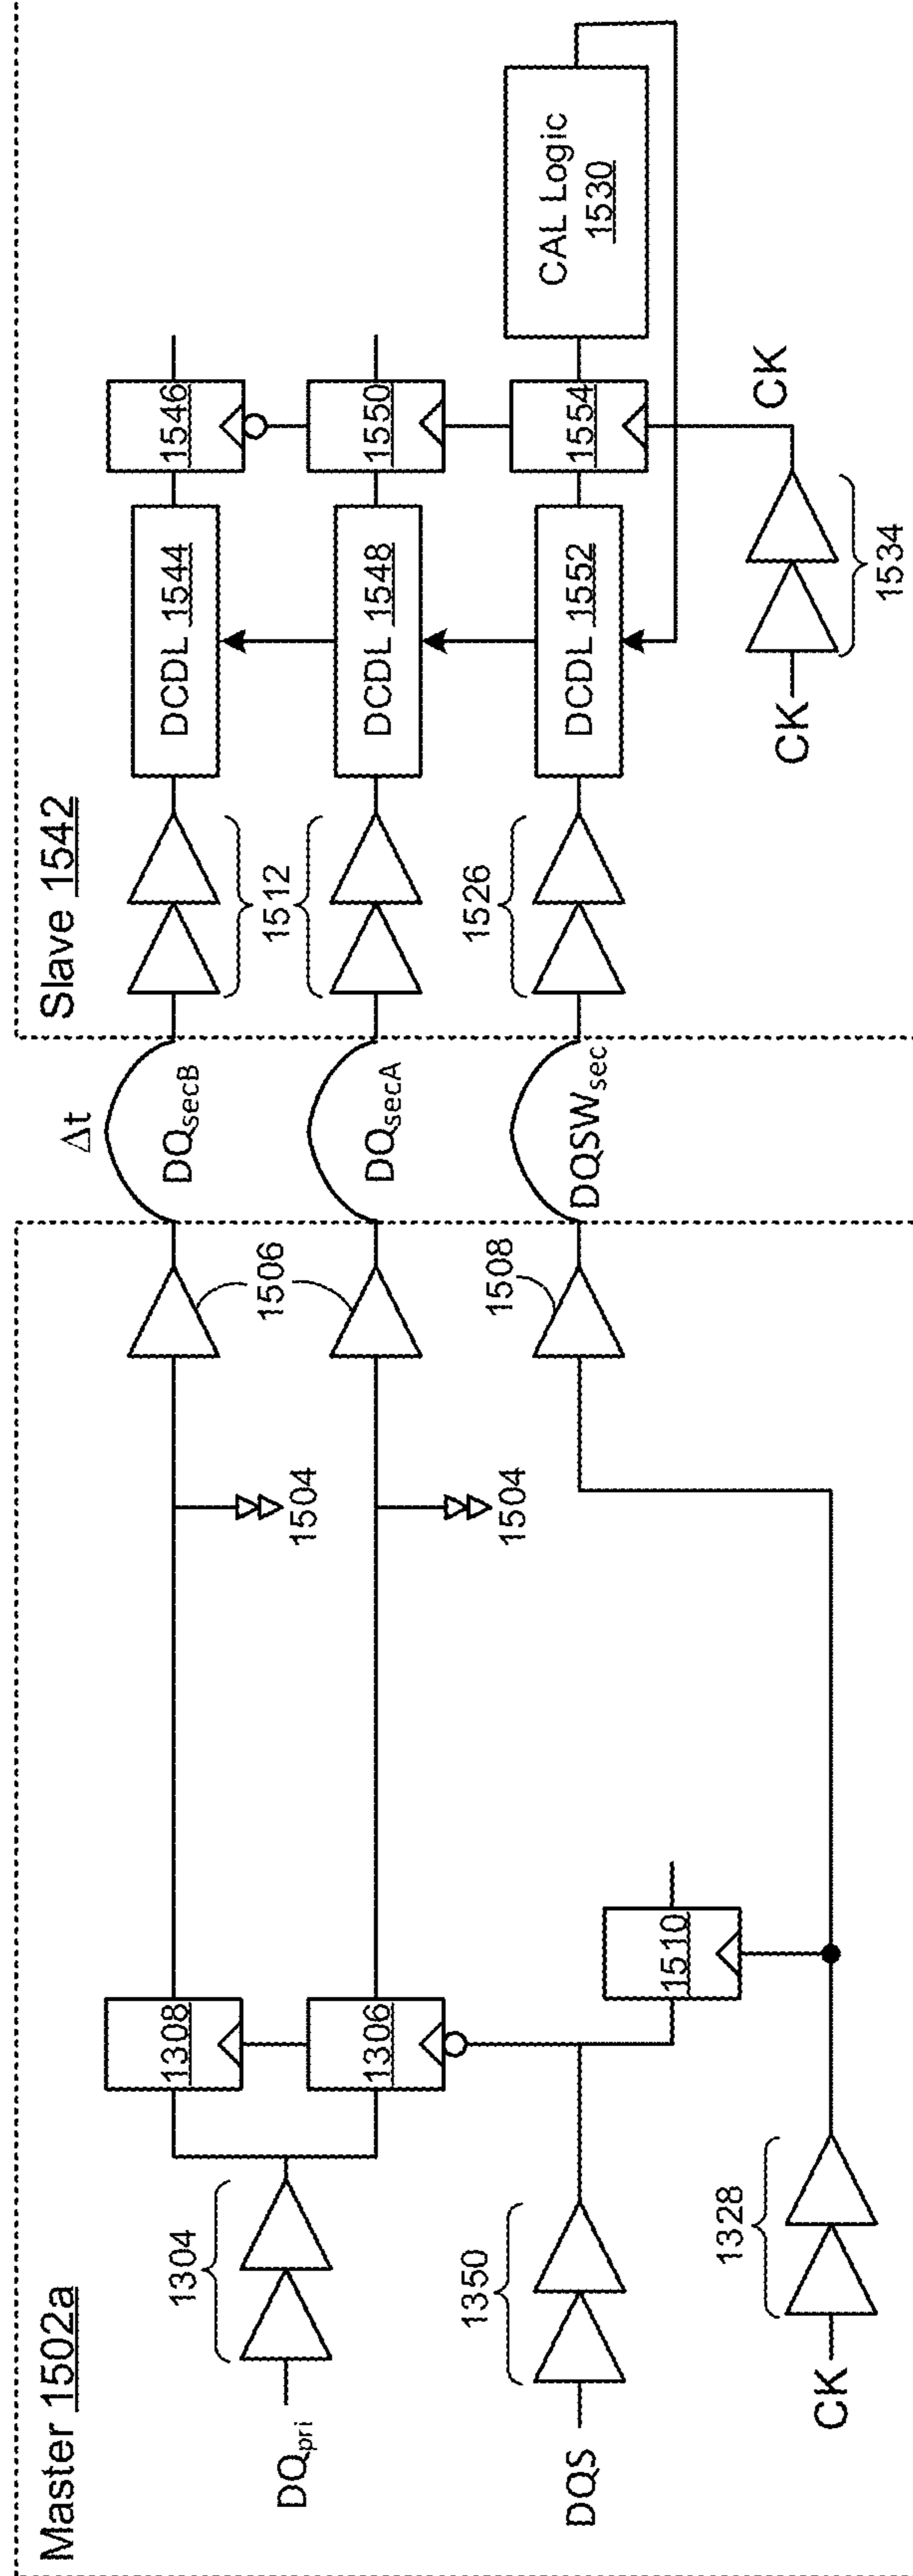 Master 1502a
DQpri
1304
1308
1306
DQS
1350
1510
CK
1328
1504
1504
1506
1508
Δt
DQsecB
DQsecA
DQSWsec
Slave 1542
1512
1526
DCDL 1544
DCDL 1548
DCDL 1552
1546
1550
1554
CAL Logic
1530
CK
1534
CK